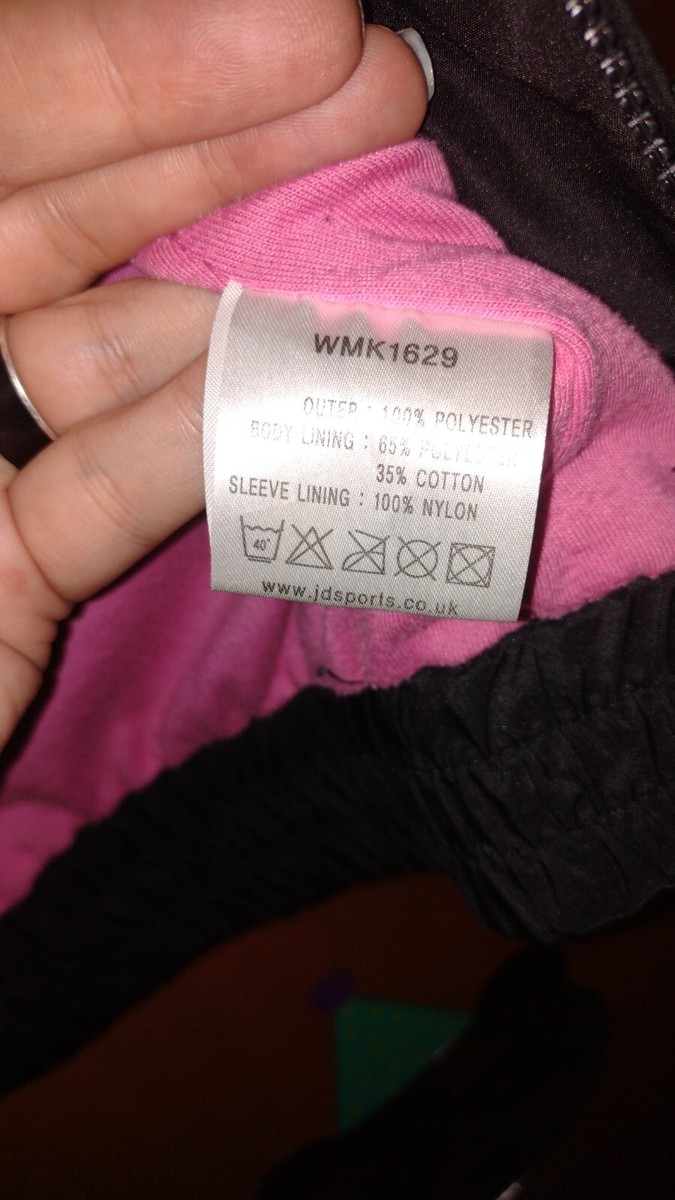 WMK1629
OUTER : 100% POLYESTER
BODY LINING : 65% POLYESTER
35% COTTON
SLEEVE LINING : 100% NYLON
40°
www.jdsports.co.uk